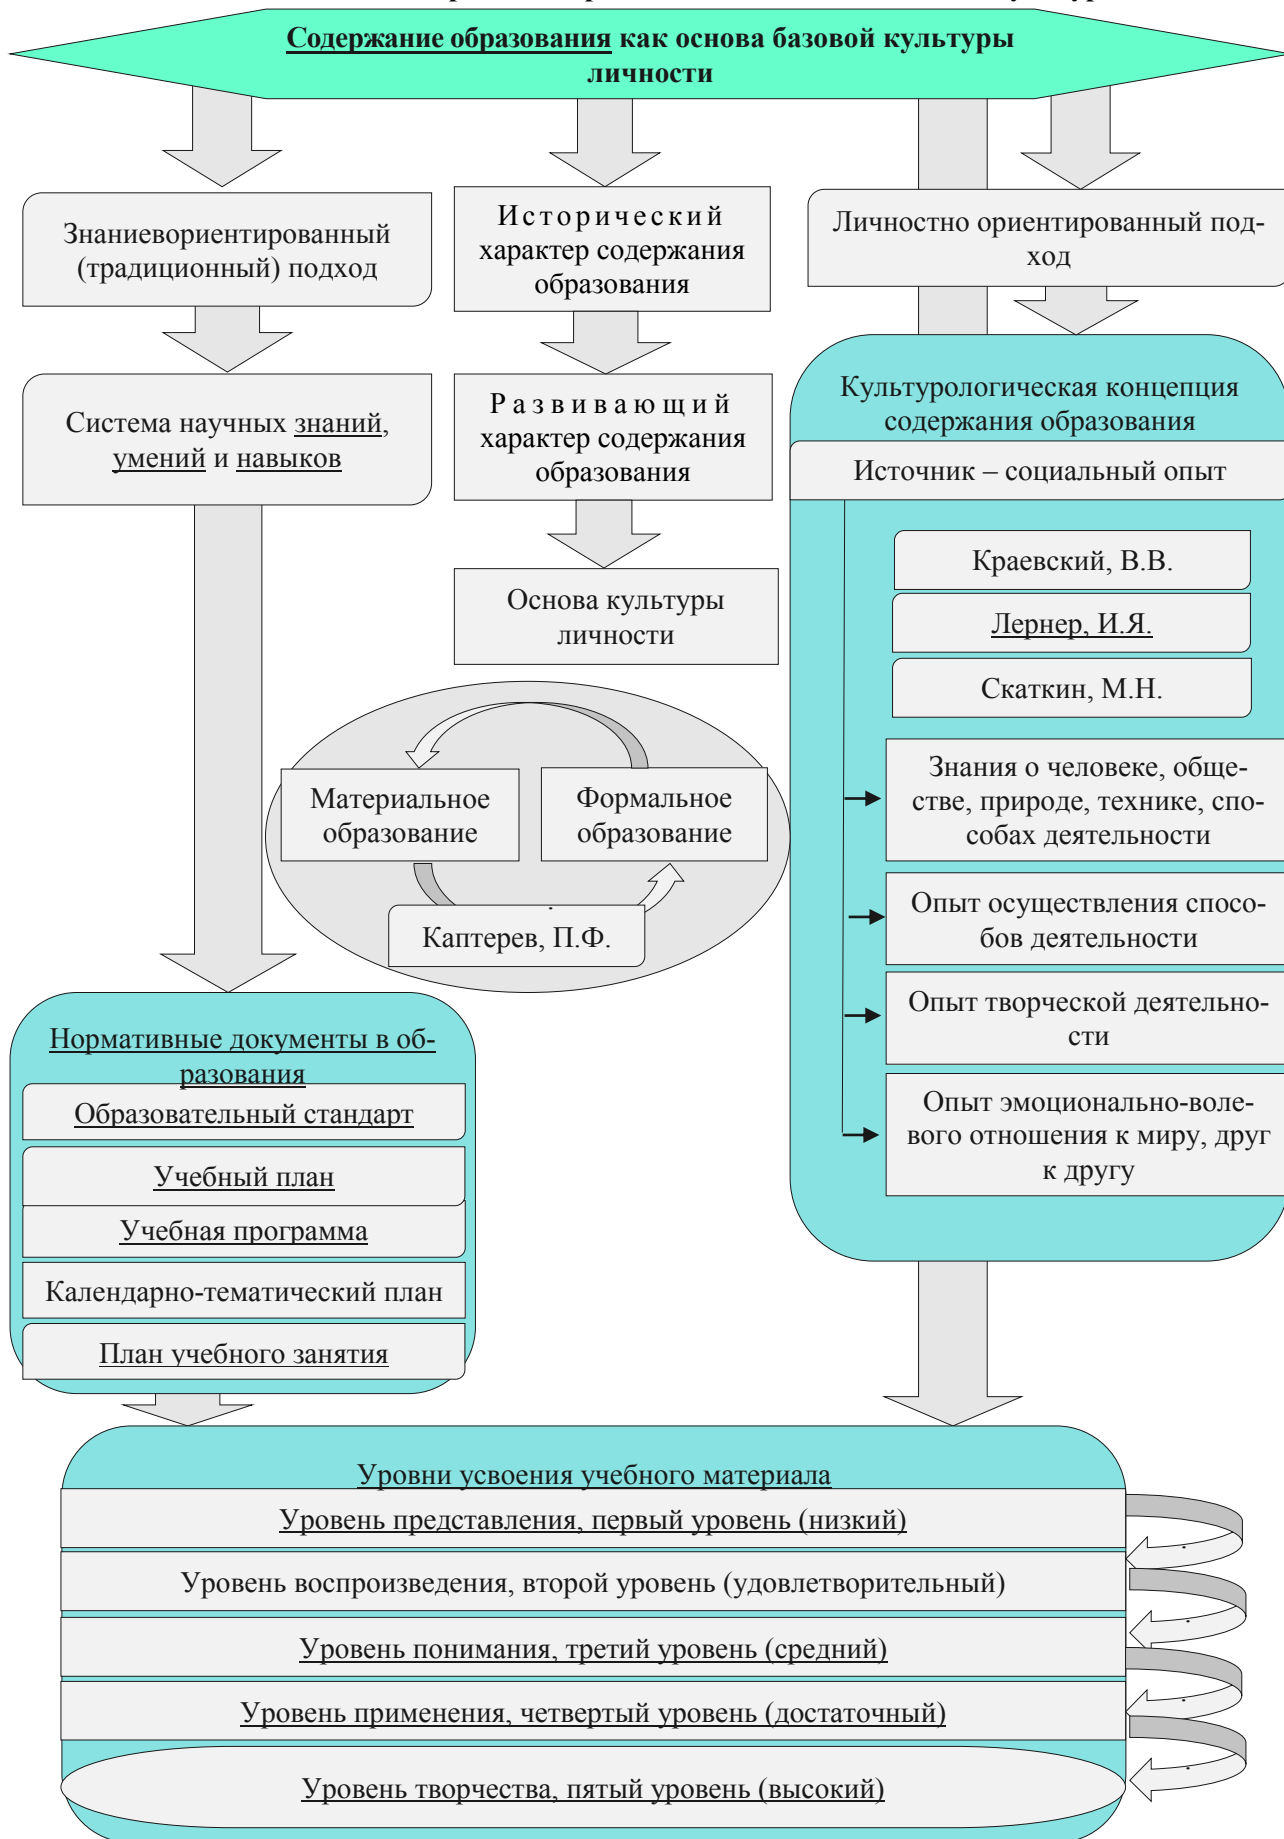 Содержание образования как основа базовой культуры
личности
Знаниевориентированный
(традиционный) подход
Система научных знаний,
умений и навыков
Исторический
характер содержания
образования
Развивающий
характер содержания
образования
Основа культуры
личности
Личностно ориентированный под-
ход
Культурологическая концепция
содержания образования
Источник – социальный опыт
Краевский, В.В.
Лернер, И.Я.
Скаткин, М.Н.
Знания о человеке, обще-
стве, природе, технике, спо-
собах деятельности
Опыт осуществления спосо-
бов деятельности
Опыт творческой деятельно-
сти
Опыт эмоционально-воле-
вого отношения к миру, друг
к другу
Материальное
образование
Формальное
образование
Каптерев, П.Ф.
Нормативные документы в об-
разования
Образовательный стандарт
Учебный план
Учебная программа
Календарно-тематический план
План учебного занятия
Уровни усвоения учебного материала
Уровень представления, первый уровень (низкий)
Уровень воспроизведения, второй уровень (удовлетворительный)
Уровень понимания, третий уровень (средний)
Уровень применения, четвертый уровень (достаточный)
Уровень творчества, пятый уровень (высокий)